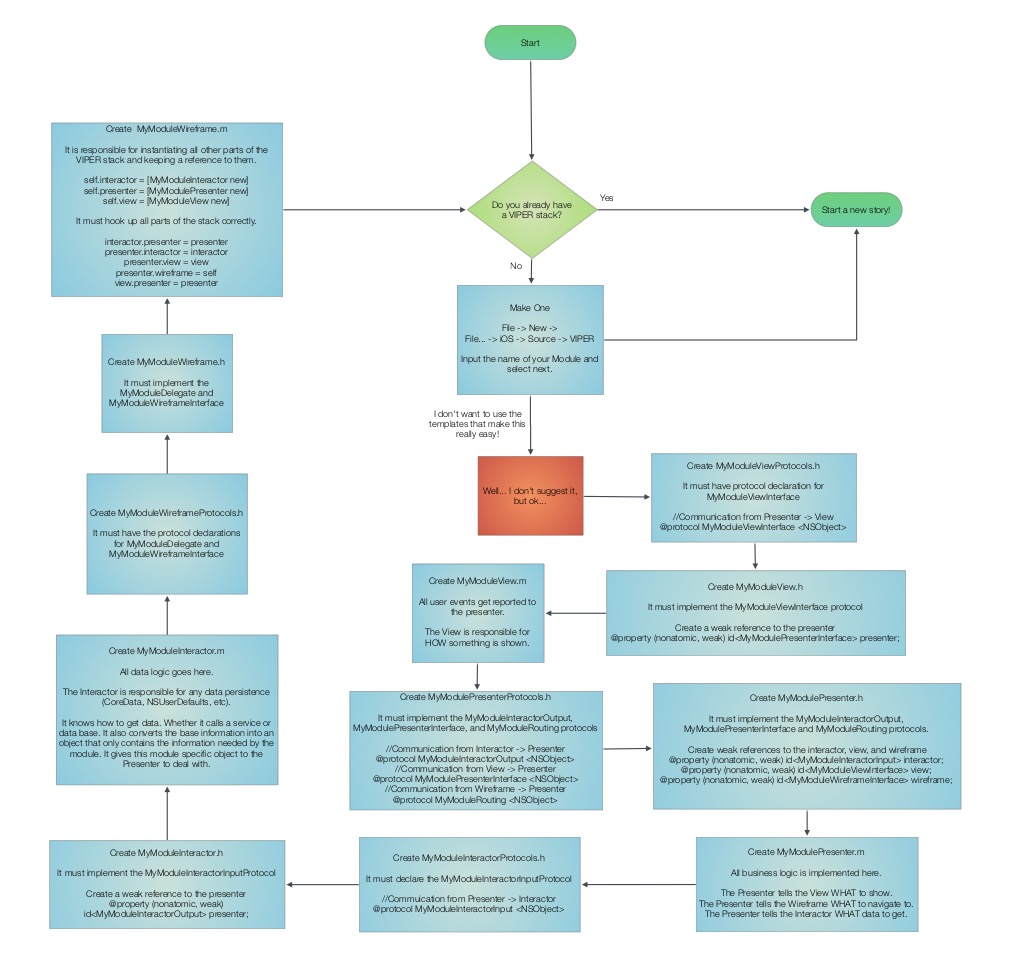 Start
Do you already have
a VIPER stack?
Yes
Start a new story!
No
Make One
File -> New ->
File... -> iOS -> Source -> VIPER
Input the name of your Module and
select next.
I don't want to use the
templates that make this
really easy!
Well... I don't suggest it,
but ok...
Create MyModuleViewProtocols.h
It must have protocol declaration for
MyModuleViewInterface
//Communication from Presenter -> View
@protocol MyModuleViewInterface <NSObject>
Create MyModuleView.h
It must implement the MyModuleViewInterface protocol
Create a weak reference to the presenter
@property (nonatomic, weak) id<MyModulePresenterInterface> presenter;
Create MyModuleView.m
All user events get reported to
the presenter.
The View is responsible for
HOW something is shown.
Create MyModulePresenterProtocols.h
It must implement the MyModuleInteractorOutput,
MyModulePresenterInterface, and MyModuleRouting protocols
//Communication from Interactor -> Presenter
@protocol MyModuleInteractorOutput <NSObject>
//Communication from View -> Presenter
@protocol MyModulePresenterInterface <NSObject>
//Communication from Wireframe -> Presenter
@protocol MyModuleRouting <NSObject>
Create MyModulePresenter.h
It must implement the MyModuleInteractorOutput,
MyModulePresenterInterface and MyModuleRouting protocols.
Create weak references to the interactor, view, and wireframe
@property (nonatomic, weak) id<MyModuleInteractorInput> interactor;
@property (nonatomic, weak) id<MyModuleViewInterface> view;
@property (nonatomic, weak) id<MyModuleWireframeInterface> wireframe;
Create MyModulePresenter.m
All business logic is implemented here.
The Presenter tells the View WHAT to show.
The Presenter tells the Wireframe WHAT to navigate to.
The Presenter tells the Interactor WHAT data to get.
Create MyModuleInteractorProtocols.h
It must declare the MyModuleInteractorInputProtocol
//Commuication from Presenter -> Interactor
@protocol MyModuleInteractorInput <NSObject>
Create MyModuleInteractor.h
It must implement the MyModuleInteractorInputProtocol
Create a weak reference to the presenter
@property (nonatomic, weak)
id<MyModuleInteractorOutput> presenter;
Create MyModuleInteractor.m
All data logic goes here.
The Interactor is responsible for any data persistence
(CoreData, NSUserDefaults, etc).
It knows how to get data. Whether it calls a service or
data base. It also converts the base information into an
object that only contains the information needed by the
module. It gives this module specific object to the
Presenter to deal with.
Create MyModuleWireframeProtocols.h
It must have the protocol declarations
for MyModuleDelegate and
MyModuleWireframeInterface
Create MyModuleWireframe.h
It must implement the
MyModuleDelegate and
MyModuleWireframeInterface
Create MyModuleWireframe.m
It is responsible for instantiating all other parts of the
VIPER stack and keeping a reference to them.
self.interactor = [MyModuleInteractor new]
self.presenter = [MyModulePresenter new]
self.view = [MyModuleView new]
It must hook up all parts of the stack correctly.
interactor.presenter = presenter
presenter.interactor = interactor
presenter.view = view
presenter.wireframe = self
view.presenter = presenter